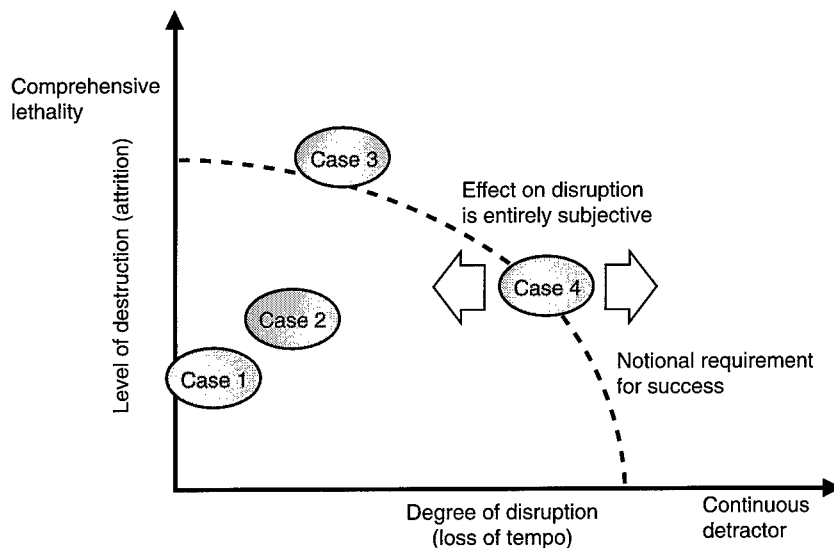 Comprehensive
lethality
Level of destruction (attrition)
Case 3
Effect on disruption
is entirely subjective
Case 4
Case 2
Case 1
Notional requirement
for success
Degree of disruption
(loss of tempo)
Continuous
detractor